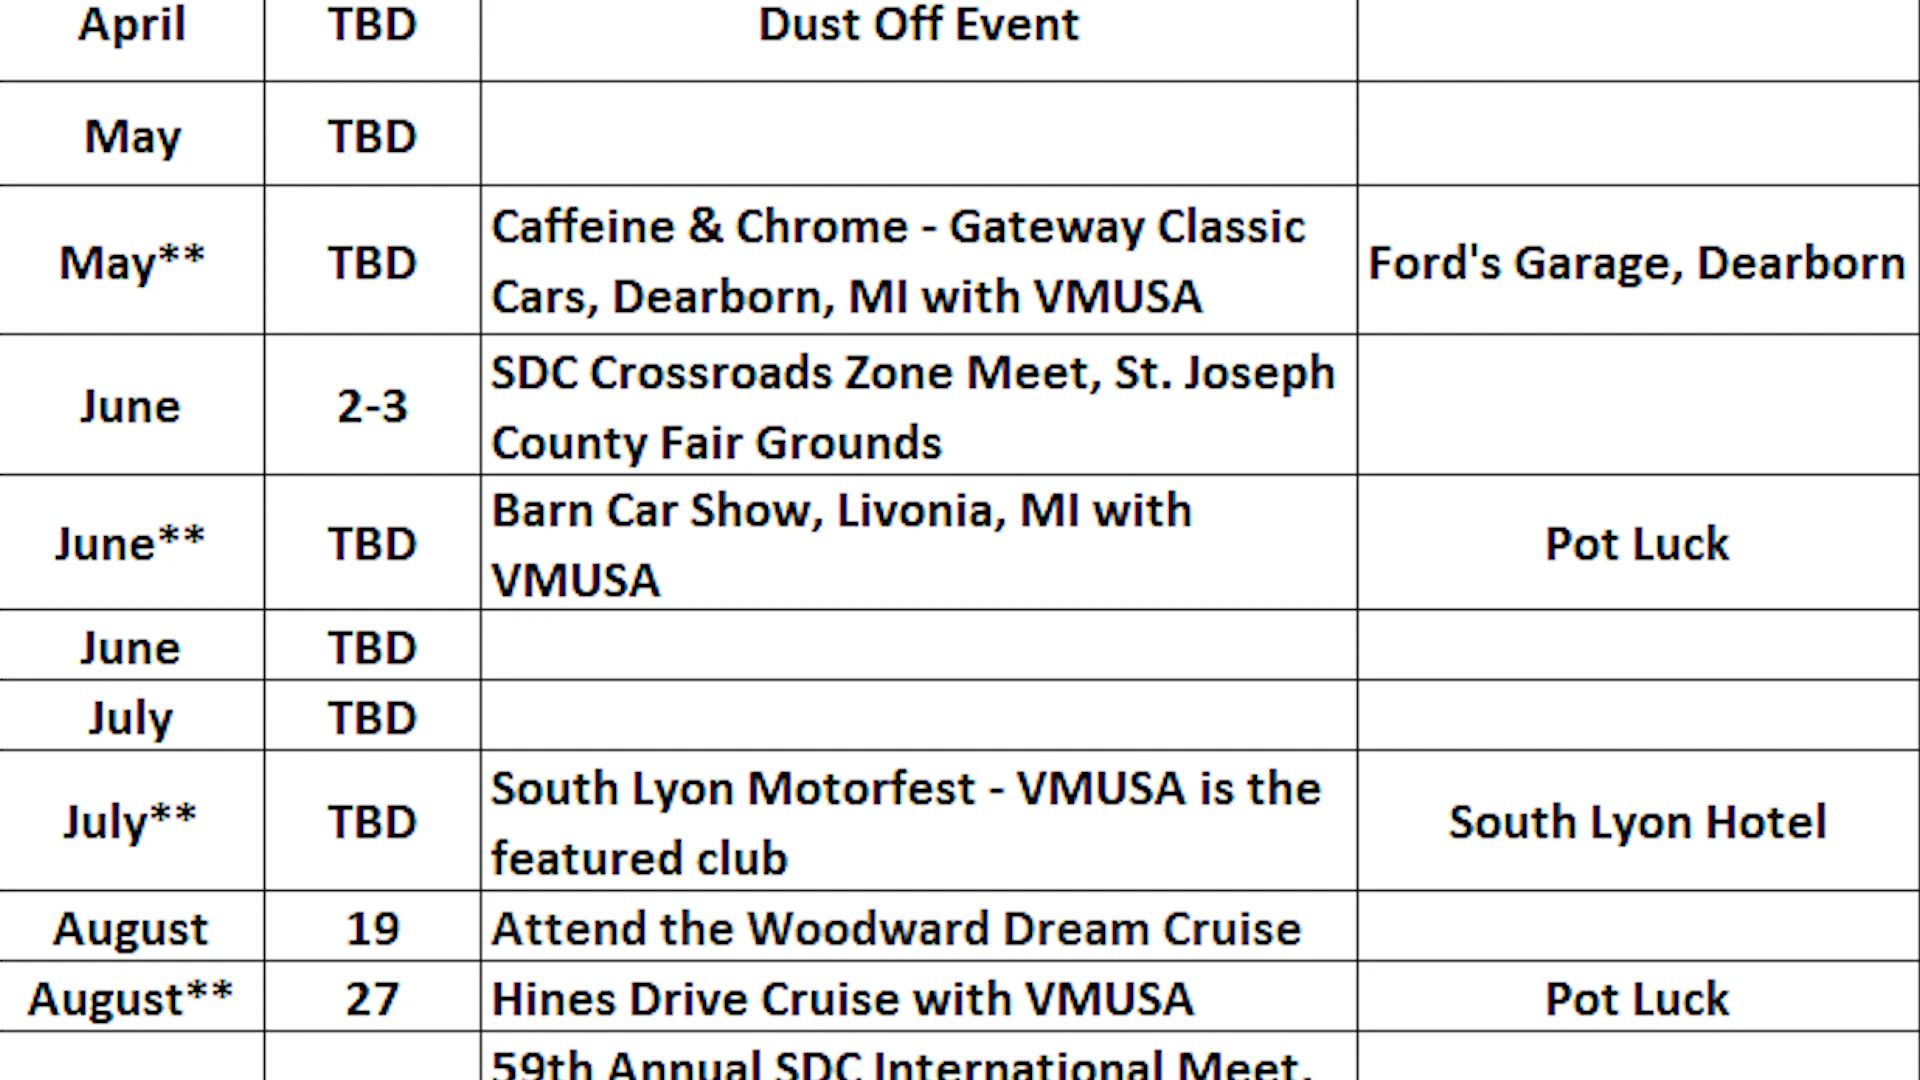 April TBD Dust Off Event
May TBD
May** TBD Caffeine & Chrome - Gateway Classic
Cars, Dearborn, MI with VMUSA Ford's Garage, Dearborn
June 2-3 SDC Crossroads Zone Meet, St. Joseph
County Fair Grounds
June** TBD Barn Car Show, Livonia, MI with
VMUSA Pot Luck
June TBD
July TBD
July** TBD South Lyon Motorfest - VMUSA is the
featured club South Lyon Hotel
August 19 Attend the Woodward Dream Cruise
August** 27 Hines Drive Cruise with VMUSA Pot Luck
59th Annual SDC International Meet,